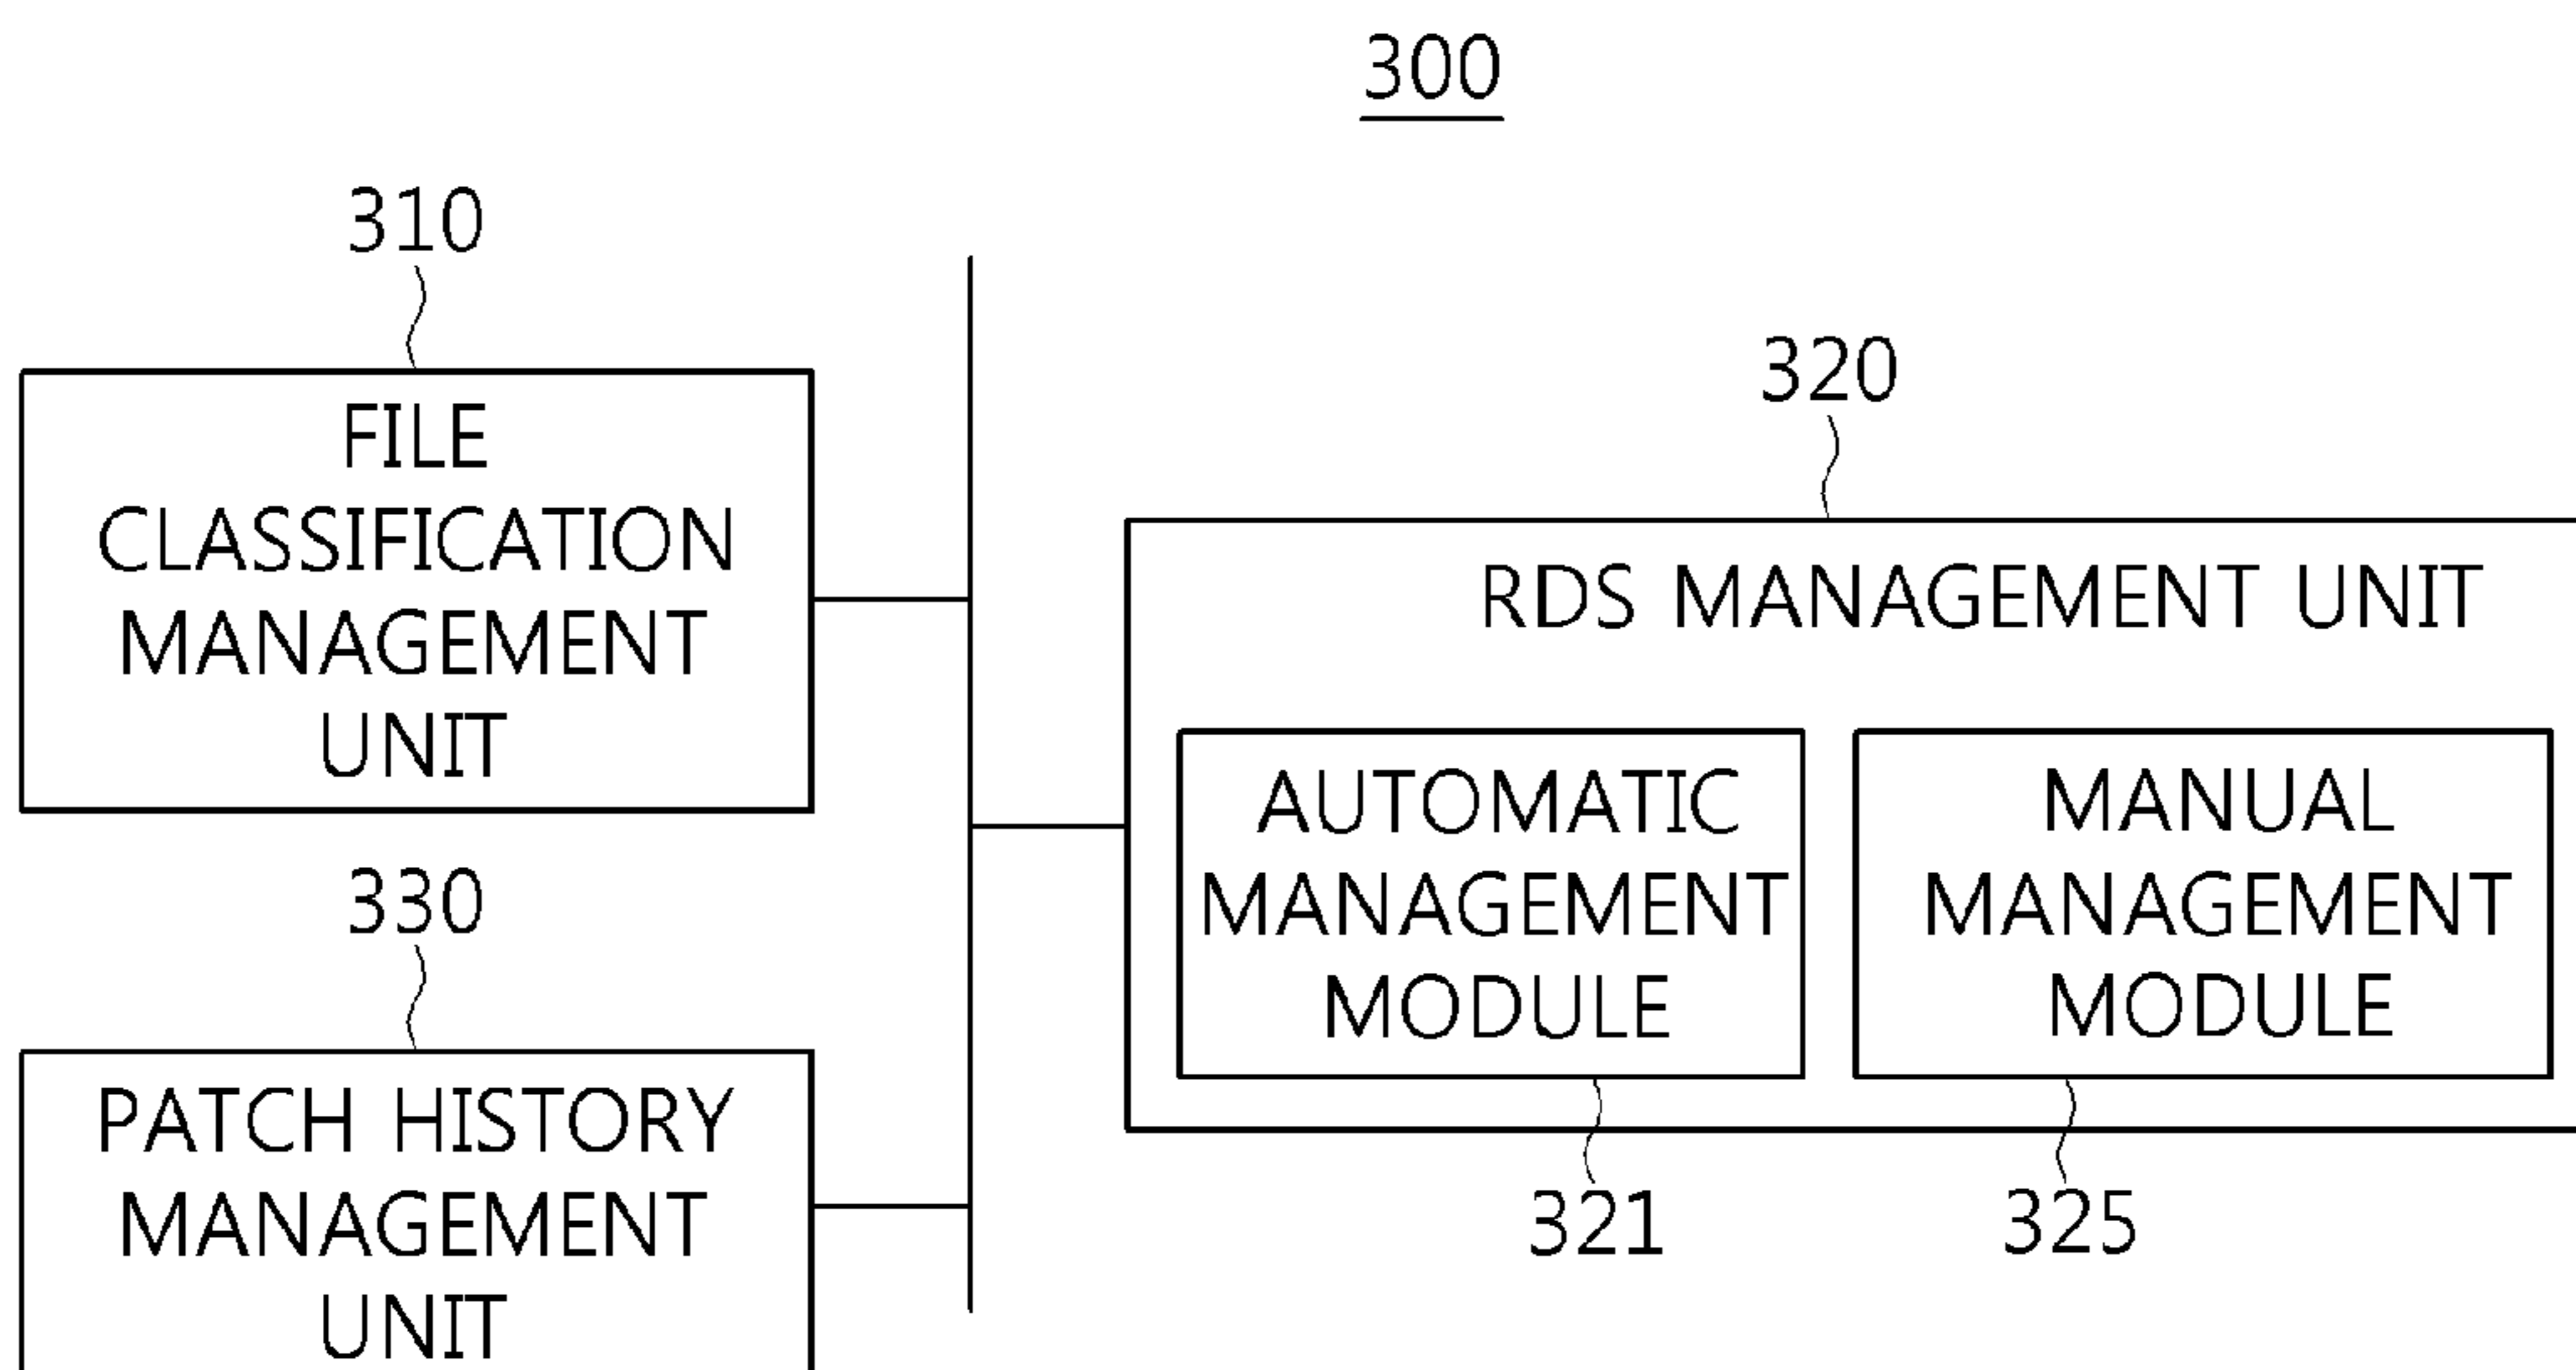 300
310
FILE
CLASSIFICATION
MANAGEMENT
UNIT
320
RDS MANAGEMENT UNIT
AUTOMATIC
MANAGEMENT
MODULE
MANUAL
MANAGEMENT
MODULE
321
325
330
PATCH HISTORY
MANAGEMENT
UNIT